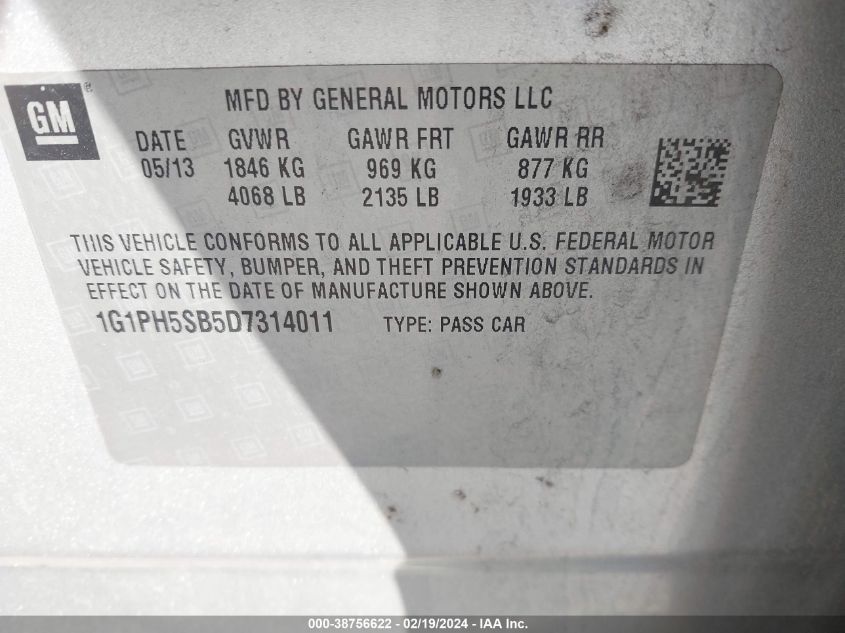 GM
®
MFD BY GENERAL MOTORS LLC
DATE GVWR GAWR FRT GAWR RR
05/13 1846 KG 969 KG 877 KG
4068 LB 2135 LB 1933 LB
THIS VEHICLE CONFORMS TO ALL APPLICABLE U.S. FEDERAL MOTOR
VEHICLE SAFETY, BUMPER, AND THEFT PREVENTION STANDARDS IN
EFFECT ON THE DATE OF MANUFACTURE SHOWN ABOVE.
1G1PH5SB5D7314011 TYPE: PASS CAR
000-38756622 - 02/19/2024 - IAA Inc.